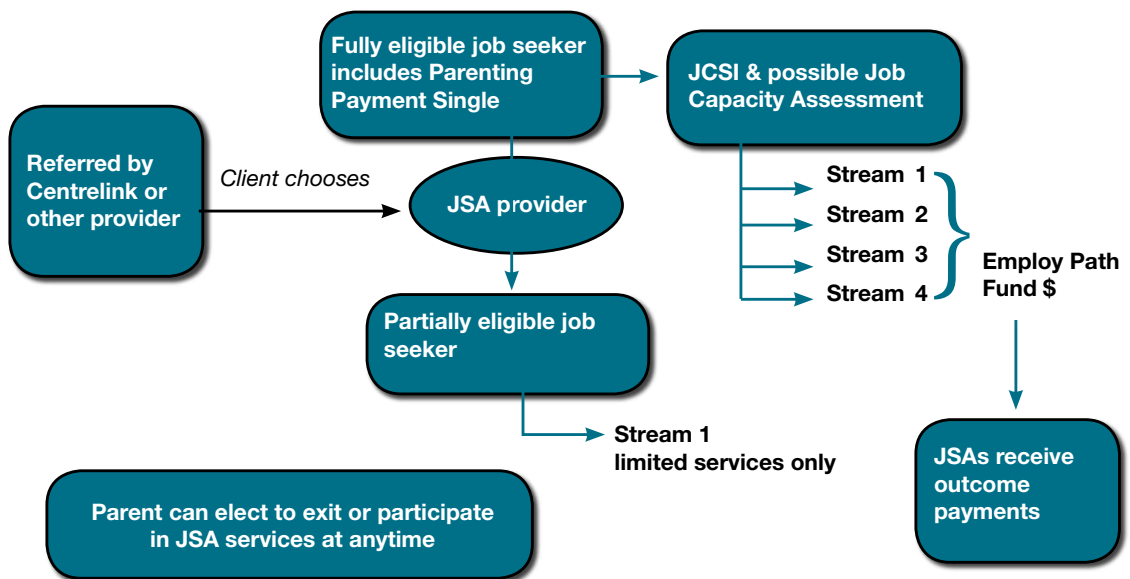 Referred by
Centrelink or
other provider
Client chooses
Fully eligible job seeker
includes Parenting
Payment Single
JSA provider
Partially eligible job
seeker
Stream 1
limited services only
JCSI & possible Job
Capacity Assessment
Stream 1
Stream 2
Stream 3
Stream 4
Employ Path
Fund $
JSAs receive
outcome
payments
Parent can elect to exit or participate
in JSA services at anytime